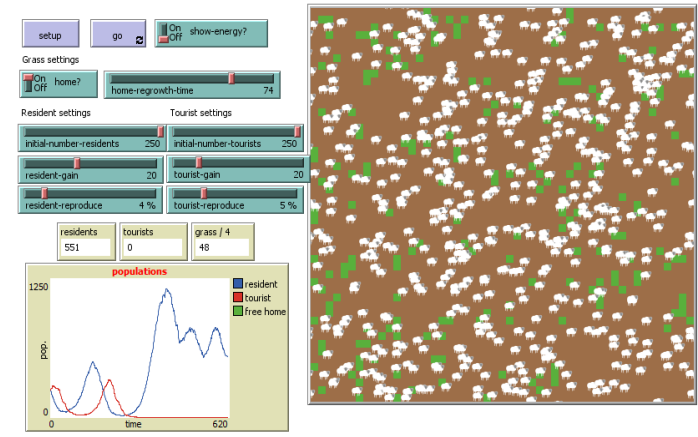 setup
go
On
Off
show-energy?
Grass settings
On
Off
home?
home-regrowth-time 74
Resident settings
Tourist settings
initial-number-residents 250
initial-number-tourists 250
resident-gain 20
tourist-gain 20
resident-reproduce 4 %
tourist-reproduce 5 %
residents
551
tourists
0
grass / 4
48
populations
1250
pop.
0
0
time
620
resident
tourist
free home